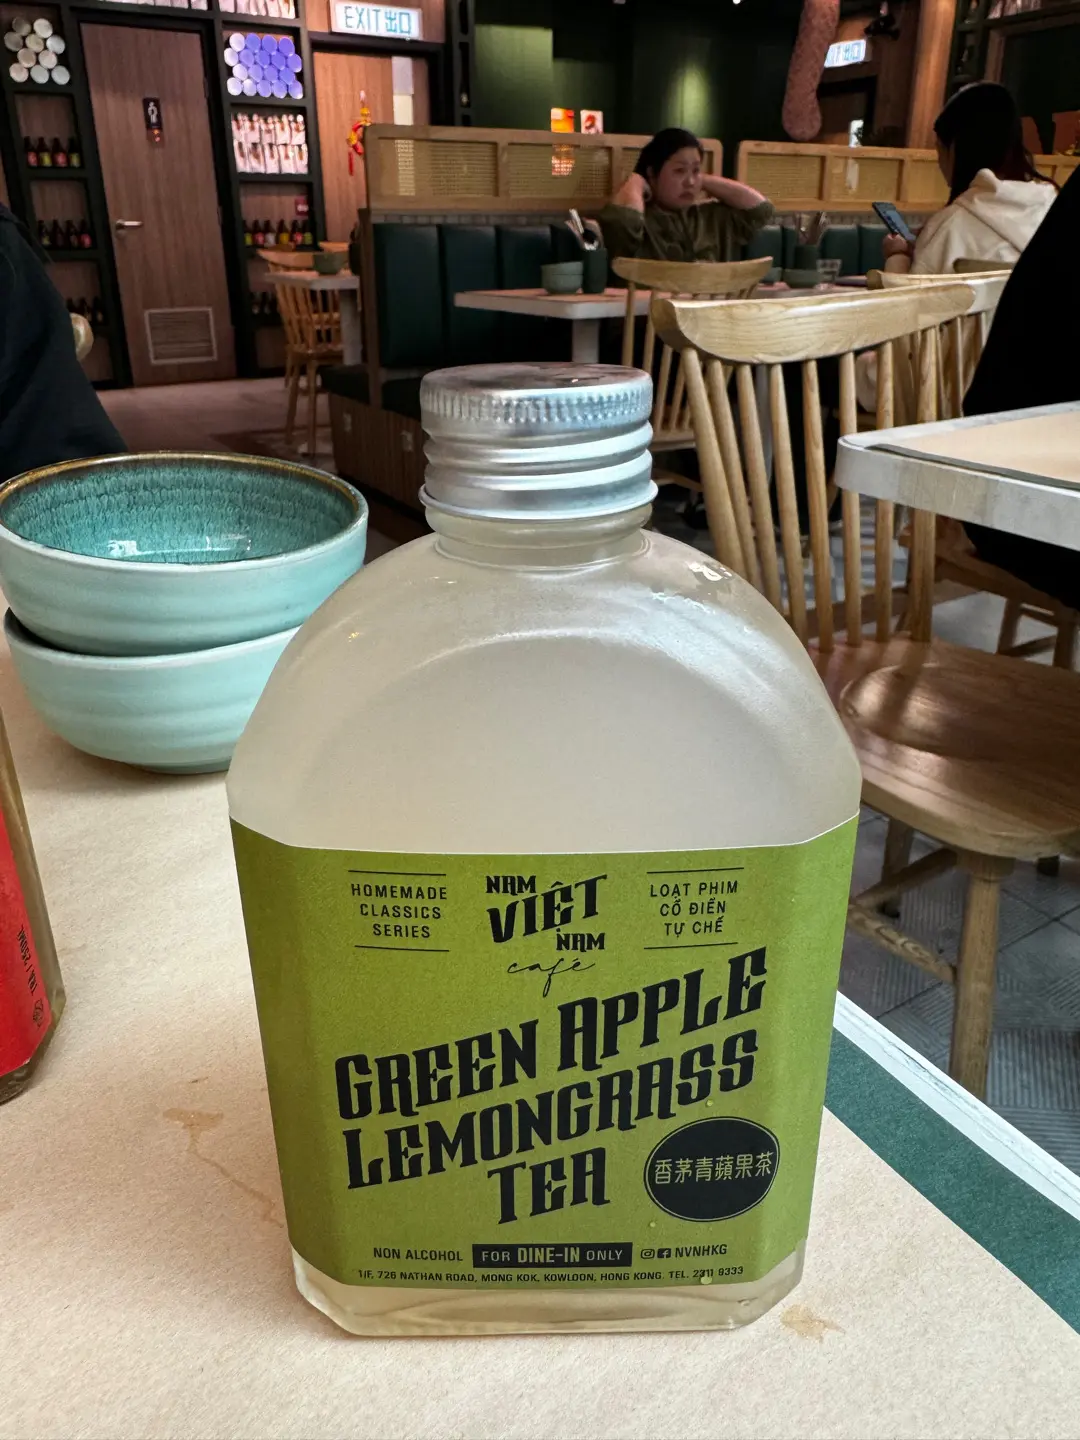 EXIT 出口
HOMEMADE
CLASSICS
SERIES
NAM
VIỆT
NAM
café
LOẠT PHIM
CỔ ĐIỂN
TỰ CHẾ
GREEN APPLE
LEMONGRASS
TEA
香茅青蘋果茶
NON ALCOHOL
FOR DINE-IN ONLY
NVNHKG
1/F, 726 NATHAN ROAD, MONG KOK, KOWLOON, HONG KONG. TEL. 2311 9333
TRA / 250ML